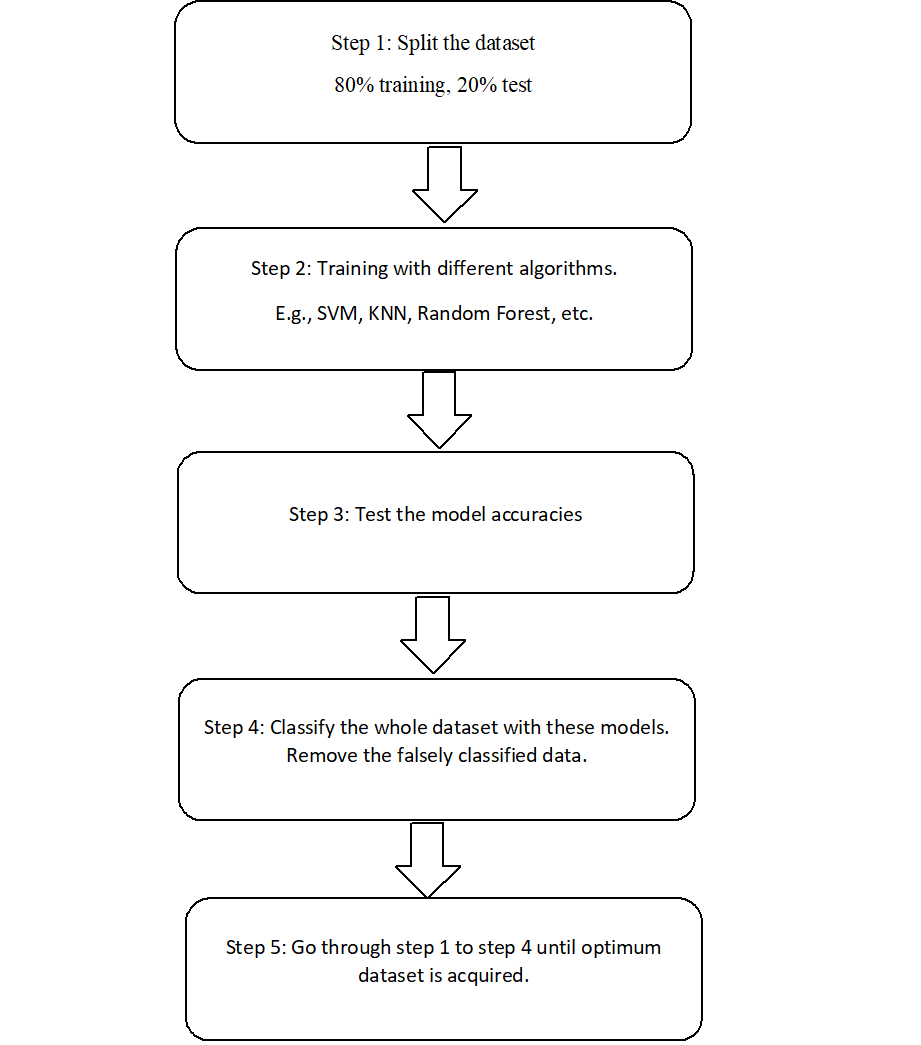 Step 1: Split the dataset
80% training, 20% test
Step 2: Training with different algorithms.
E.g., SVM, KNN, Random Forest, etc.
Step 3: Test the model accuracies
Step 4: Classify the whole dataset with these models.
Remove the falsely classified data.
Step 5: Go through step 1 to step 4 until optimum
dataset is acquired.